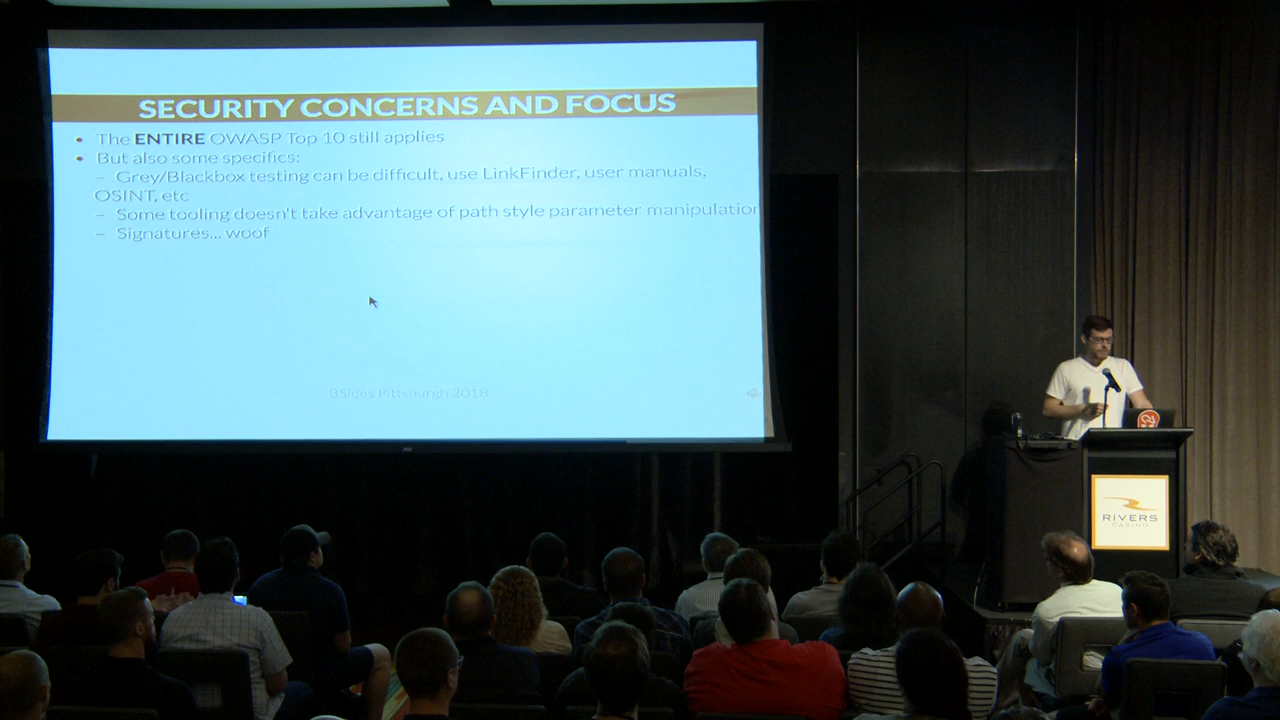 SECURITY CONCERNS AND FOCUS
• The ENTIRE OWASP Top 10 still applies
• But also some specifics:
– Grey/Blackbox testing can be difficult, use LinkFinder, user manuals,
OSINT, etc
– Some tooling doesn't take advantage of path style parameter manipulation
– Signatures... woof
BSides Pittsburgh 2018
RIVERS
CASINO